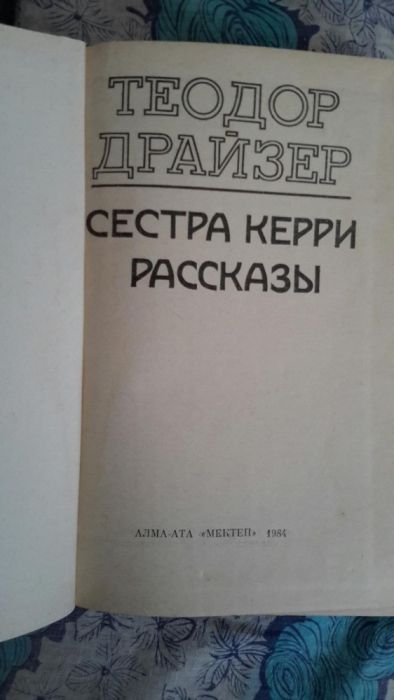 ТЕОДОР
ДРАЙЗЕР
СЕСТРА КЕРРИ
РАССКАЗЫ
АЛМА-АТА «МЕКТЕП» 1984